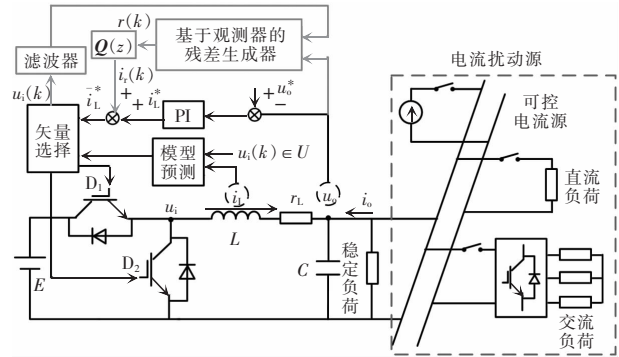 r(k)
滤波器
Q(z)
基于观测器的
残差生成器
u_i(k)
i_L^*
i_r(k)
i_L^*
u_o^*
矢量
选择
PI
模型
预测
u_i(k)∈U
D_1
u_i
i_L
r_L
u_o
i_o
L
E
D_2
C
稳定负荷
电流扰动源
可控
电流源
直流
负荷
交流
负荷